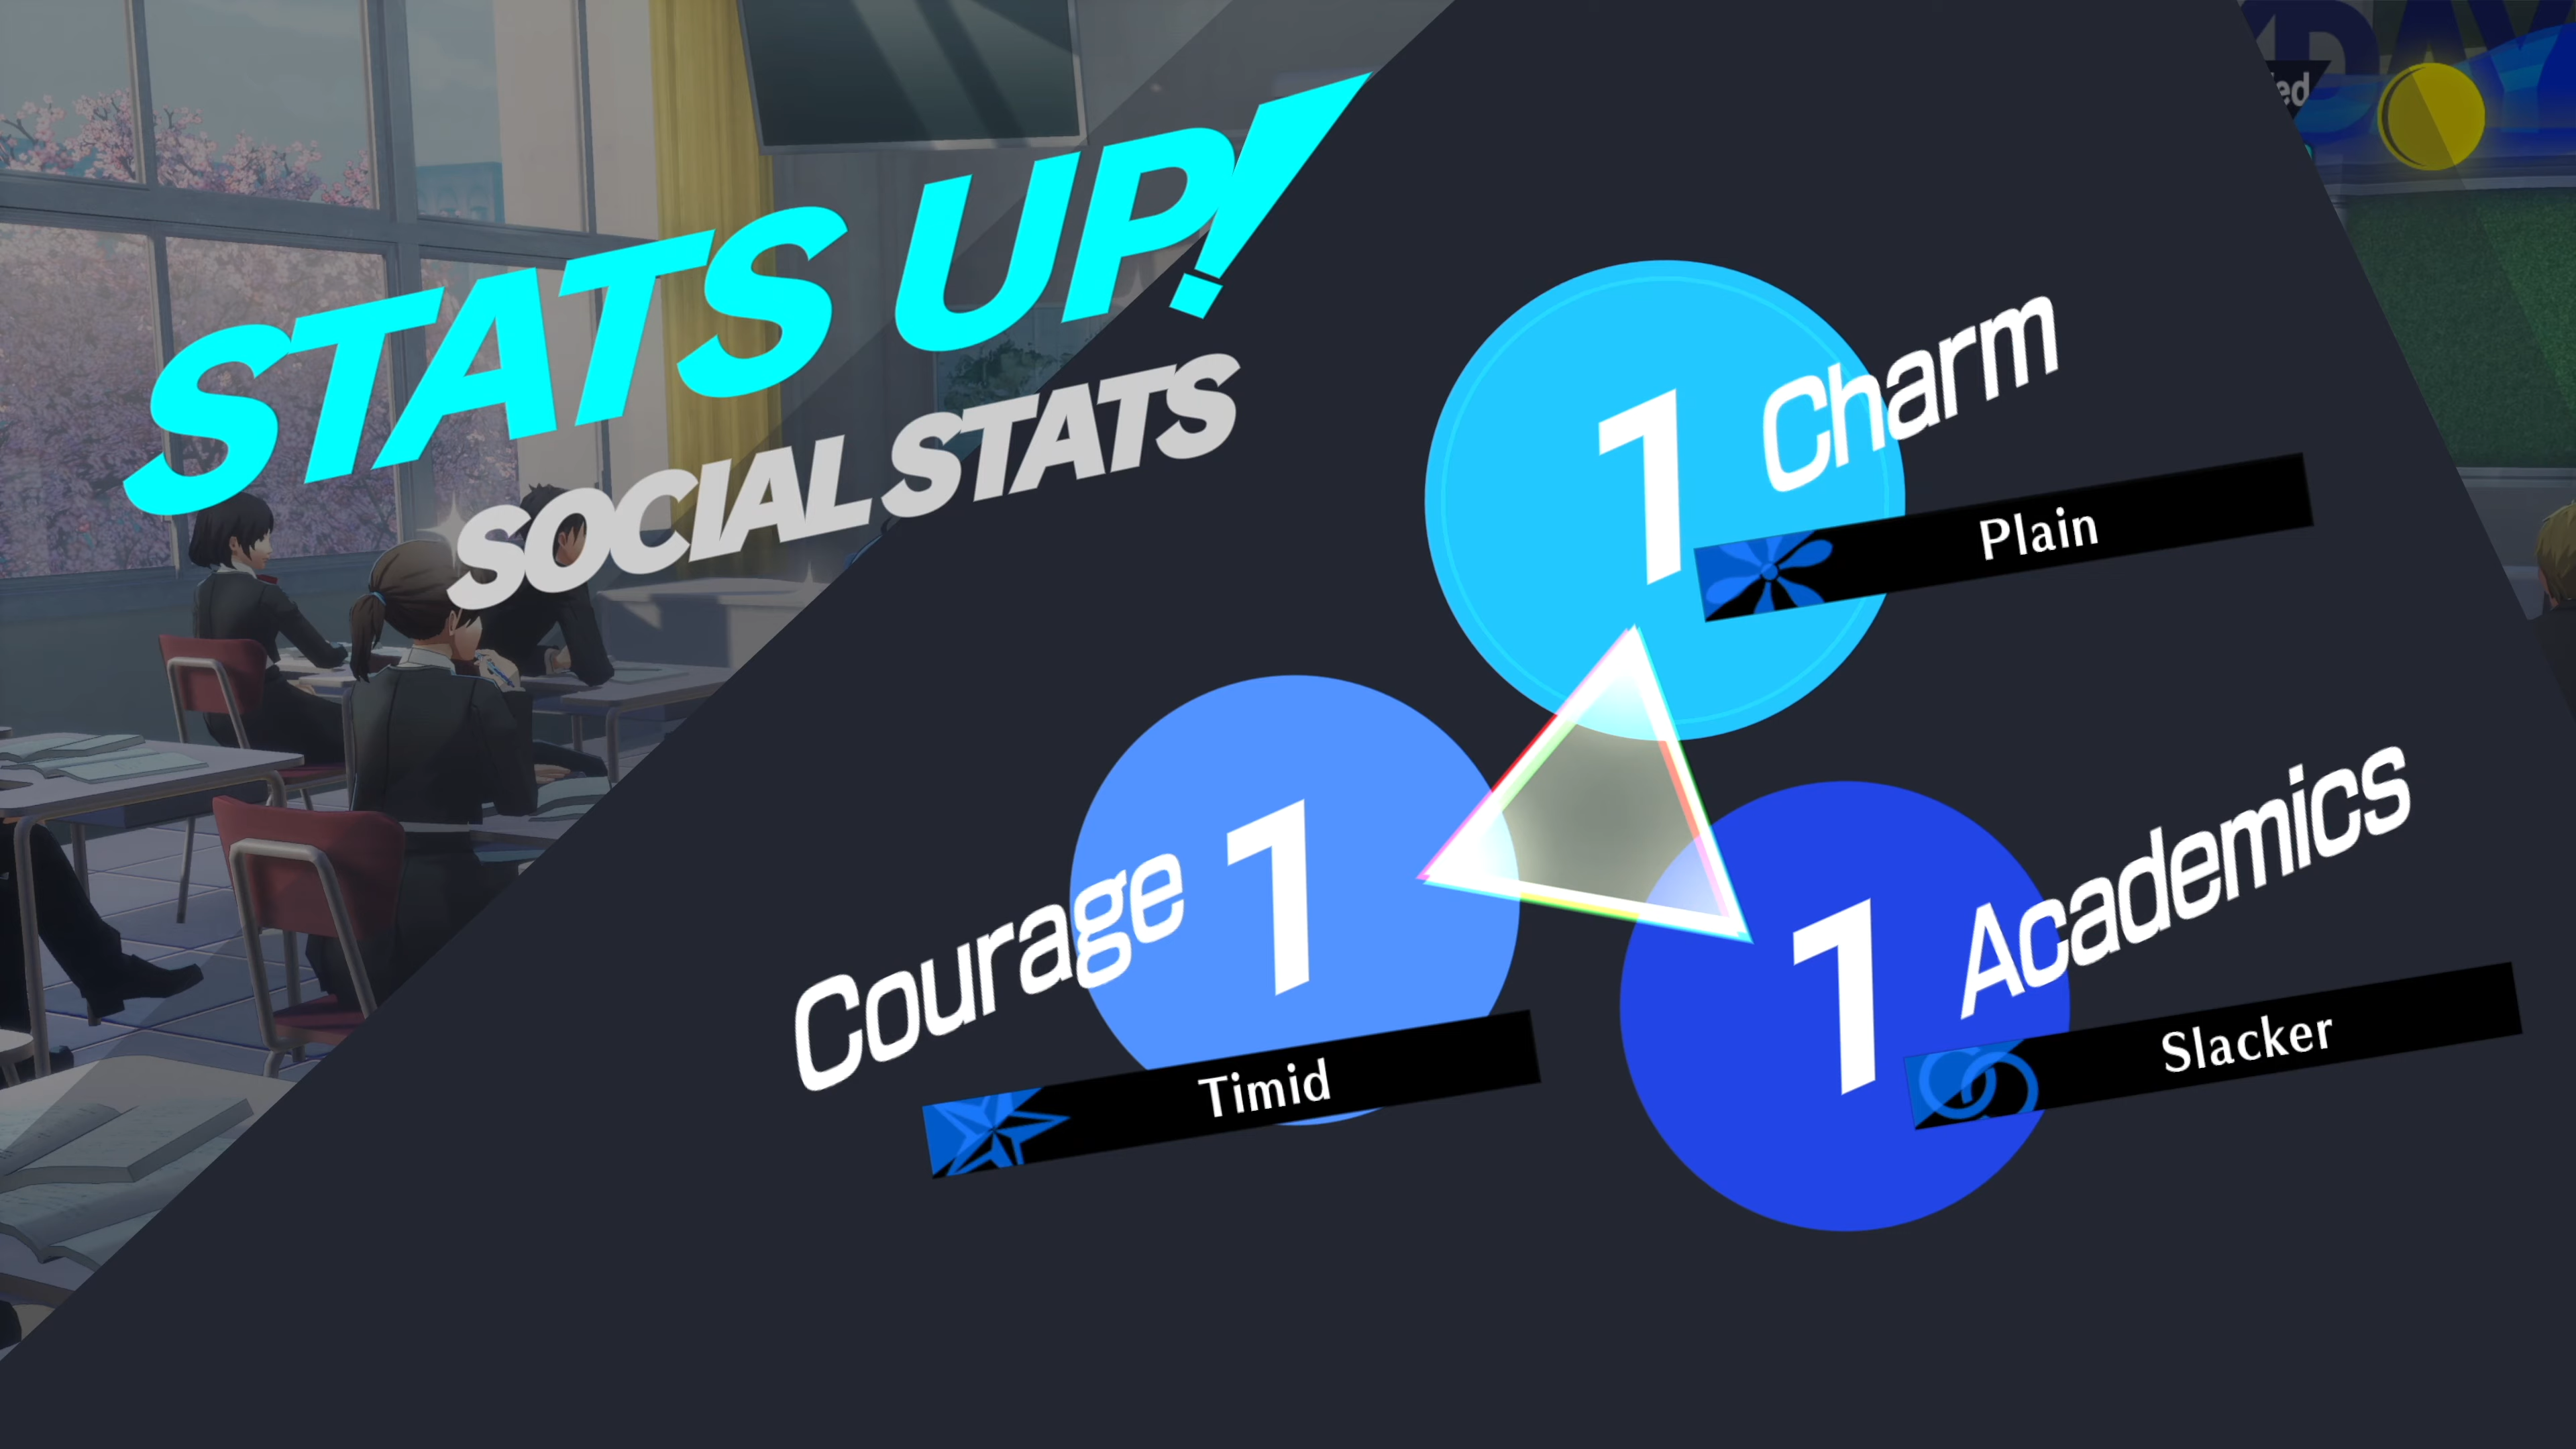 STATS UP!
SOCIAL STATS
1 Charm
Plain
Courage 1
Timid
1 Academics
Slacker